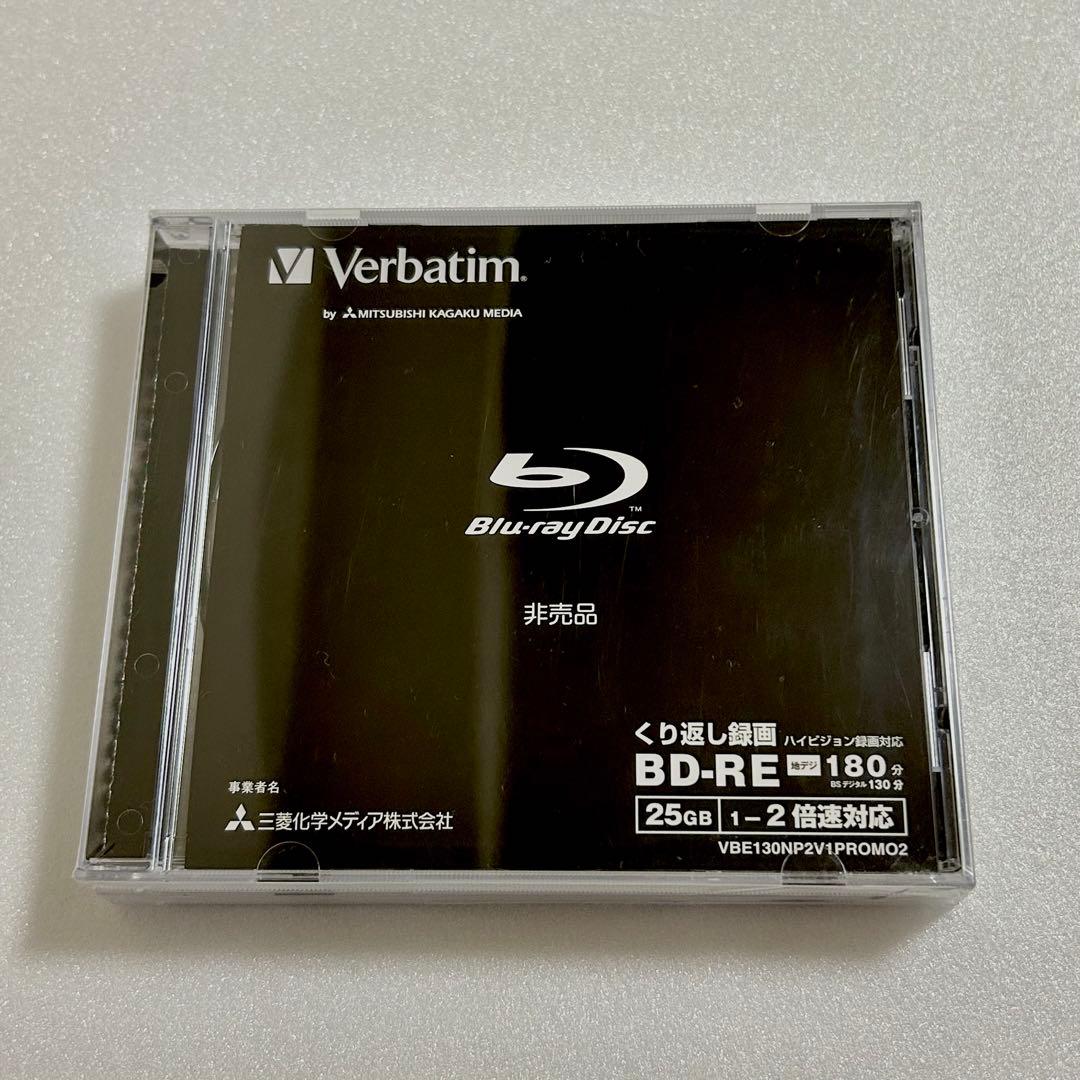 Verbatim®
by MITSUBISHI KAGAKU MEDIA
Blu-ray Disc™
非売品
くり返し録画 ハイビジョン録画対応
BD-RE 地デジ 180分
BSデジタル130分
25GB 1-2倍速対応
VBE130NP2V1PROMO2
事業者名
三菱化学メディア株式会社